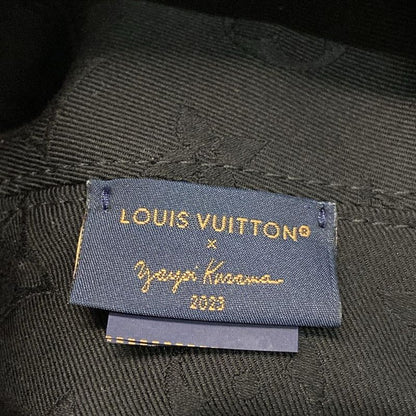 LOUIS VUITTON®
×
Yayoi Kusama
2023